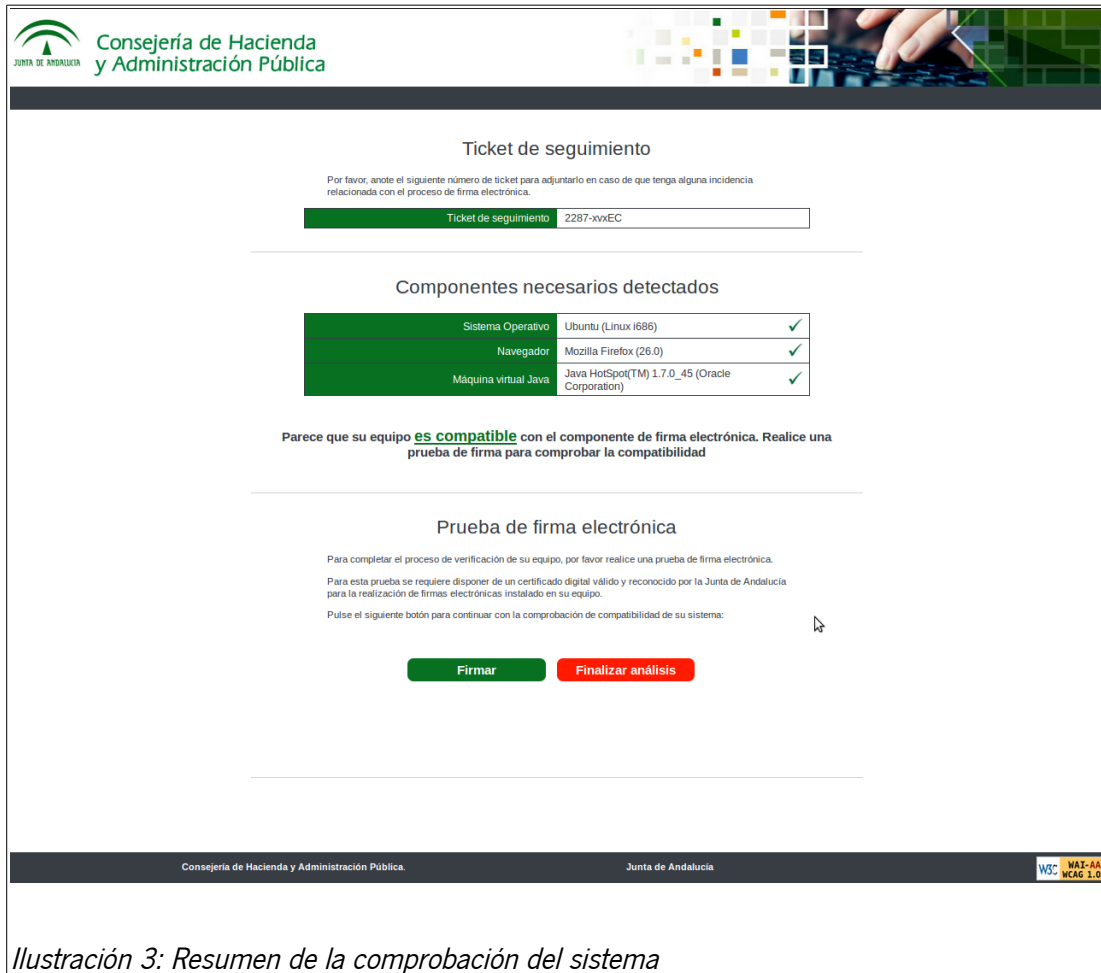 JUNTA DE ANDALUCIA
Consejería de Hacienda
y Administración Pública
Ticket de seguimiento
Por favor, anote el siguiente número de ticket para adjuntarlo en caso de que tenga alguna incidencia
relacionada con el proceso de firma electrónica.
Ticket de seguimiento 2287-xvxEC
Componentes necesarios detectados
Sistema Operativo Ubuntu (Linux i686)
Navegador Mozilla Firefox (26.0)
Máquina virtual Java Java HotSpot(TM) 1.7.0_45 (Oracle
Corporation)
Parece que su equipo es compatible con el componente de firma electrónica. Realice una
prueba de firma para comprobar la compatibilidad
Prueba de firma electrónica
Para completar el proceso de verificación de su equipo, por favor realice una prueba de firma electrónica.
Para esta prueba se requiere disponer de un certificado digital válido y reconocido por la Junta de Andalucía
para la realización de firmas electrónicas instalado en su equipo.
Pulse el siguiente botón para continuar con la comprobación de compatibilidad de su sistema:
Firmar Finalizar análisis
Consejería de Hacienda y Administración Pública. Junta de Andalucía W3C WAI-AA
WCAG 1.0
Ilustración 3: Resumen de la comprobación del sistema